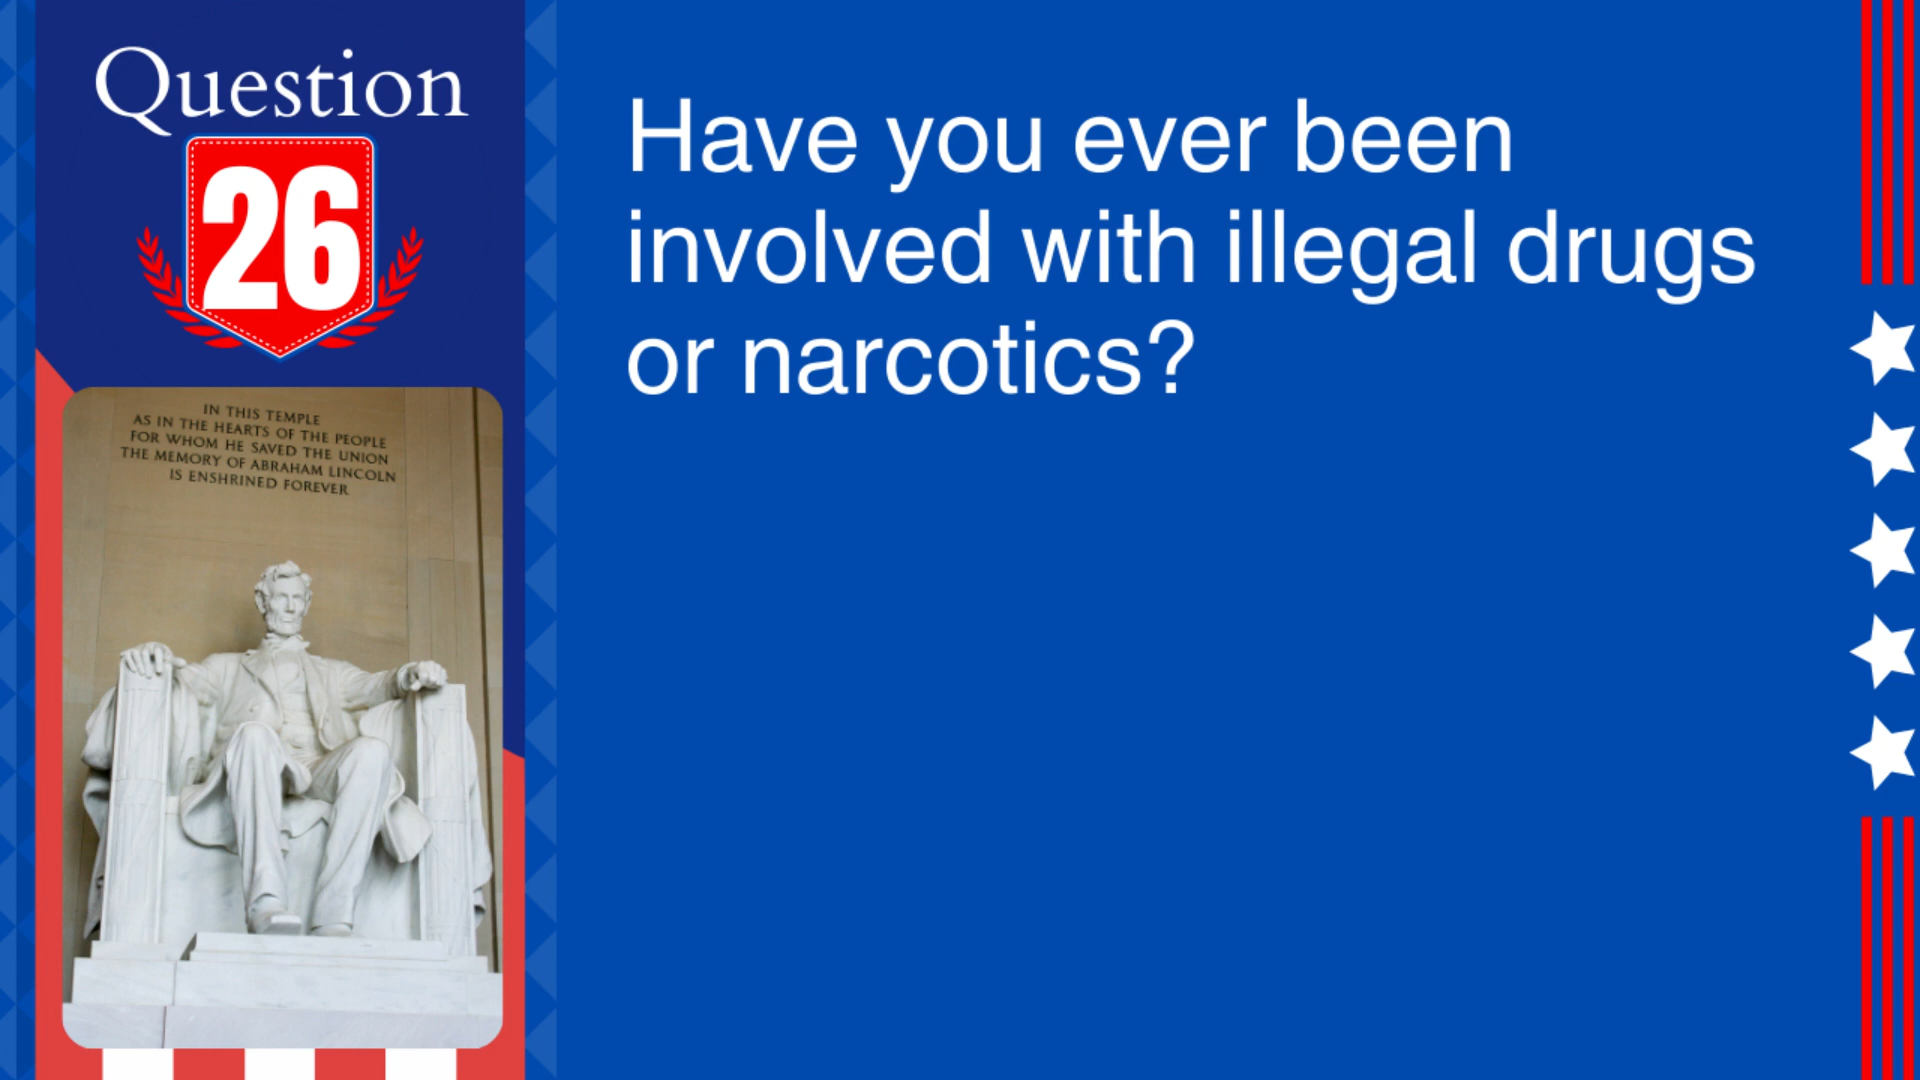 Question
26
IN THIS TEMPLE
AS IN THE HEARTS OF THE PEOPLE
FOR WHOM HE SAVED THE UNION
THE MEMORY OF ABRAHAM LINCOLN
IS ENSHRINED FOREVER
Have you ever been
involved with illegal drugs
or narcotics?